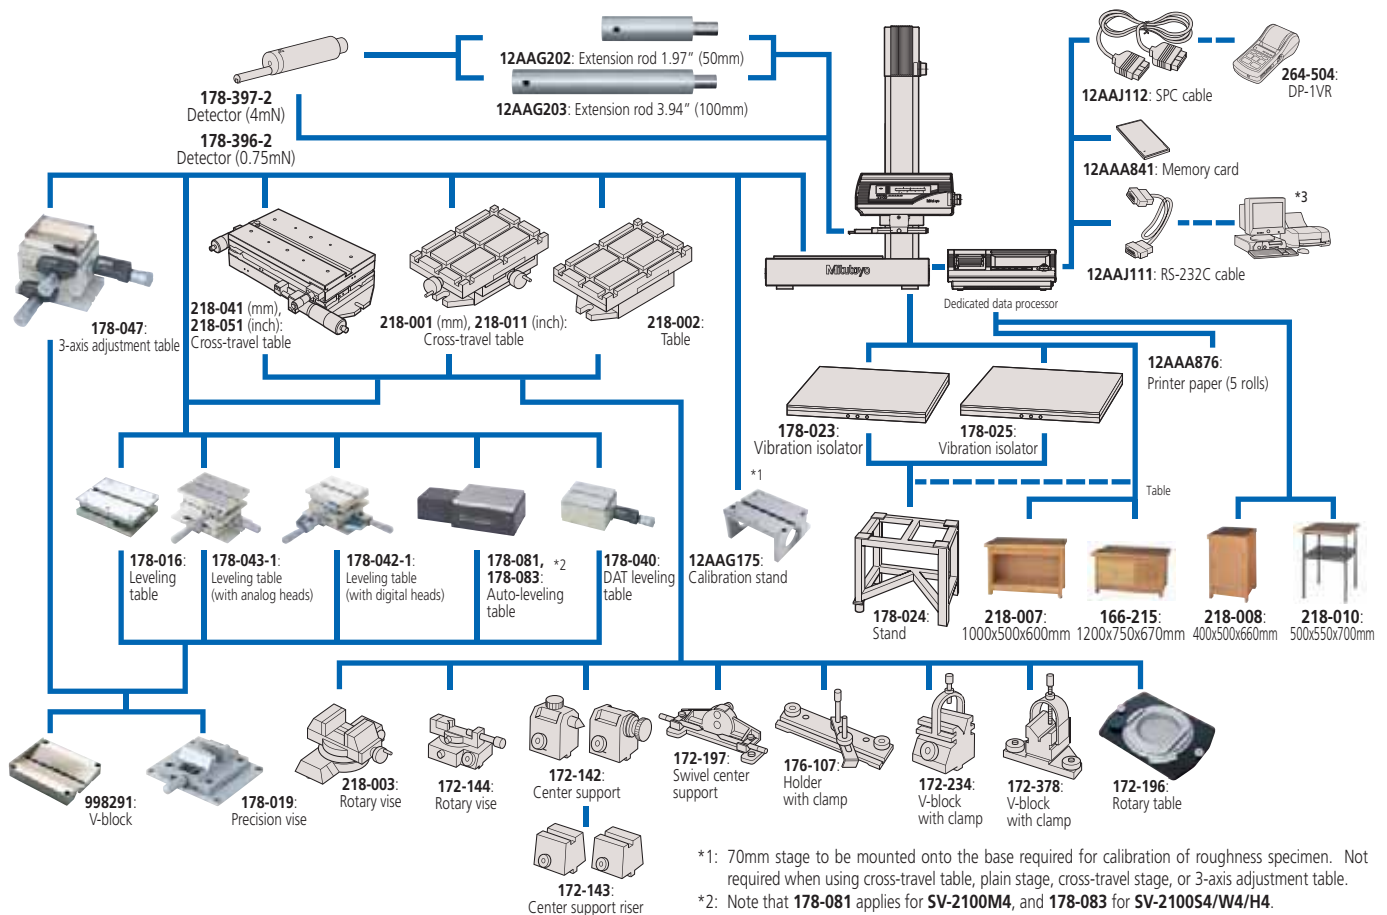 12AAG202: Extension rod 1.97" (50mm)
12AAG203: Extension rod 3.94" (100mm)
178-397-2
Detector (4mN)
178-396-2
Detector (0.75mN)
12AAJ112: SPC cable
264-504:
DP-1VR
12AAA841: Memory card
*3
12AAJ111: RS-232C cable
Mitutoyo
Mitutoyo
Dedicated data processor
178-047:
3-axis adjustment table
218-041 (mm),
218-051 (inch):
Cross-travel table
218-001 (mm), 218-011 (inch):
Cross-travel table
218-002:
Table
12AAA876:
Printer paper (5 rolls)
178-023:
Vibration isolator
178-025:
Vibration isolator
Table
*1
178-016:
Leveling
table
178-043-1:
Leveling table
(with analog heads)
178-042-1:
Leveling table
(with digital heads)
178-081, *2
178-083:
Auto-leveling
table
178-040:
DAT leveling
table
12AAG175:
Calibration stand
178-024:
Stand
218-007:
1000x500x600mm
166-215:
1200x750x670mm
218-008:
400x500x660mm
218-010:
500x550x700mm
998291:
V-block
178-019:
Precision vise
218-003:
Rotary vise
172-144:
Rotary vise
172-142:
Center support
172-143:
Center support riser
172-197:
Swivel center
support
176-107:
Holder
with clamp
172-234:
V-block
with clamp
172-378:
V-block
with clamp
172-196:
Rotary table
*1: 70mm stage to be mounted onto the base required for calibration of roughness specimen. Not
required when using cross-travel table, plain stage, cross-travel stage, or 3-axis adjustment table.
*2: Note that 178-081 applies for SV-2100M4, and 178-083 for SV-2100S4/W4/H4.